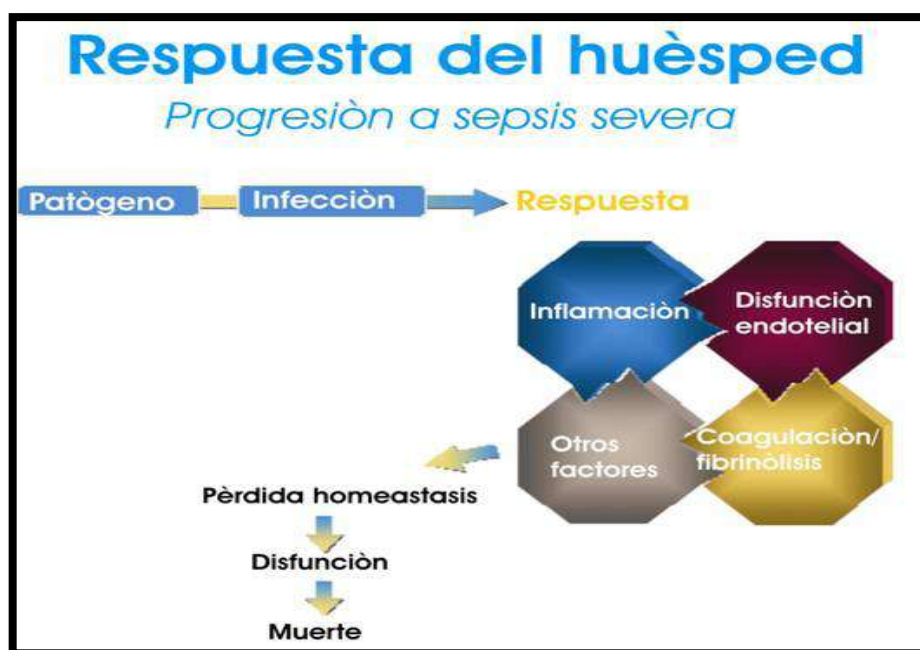 Respuesta del huèsped
Progresiòn a sepsis severa
Patògeno
Infecciòn
Respuesta
Inflamaciòn
Disfunciòn
endotelial
Otros
factores
Coagulaciòn/
fibrinòlisis
Pèrdida homeastasis
Disfunciòn
Muerte